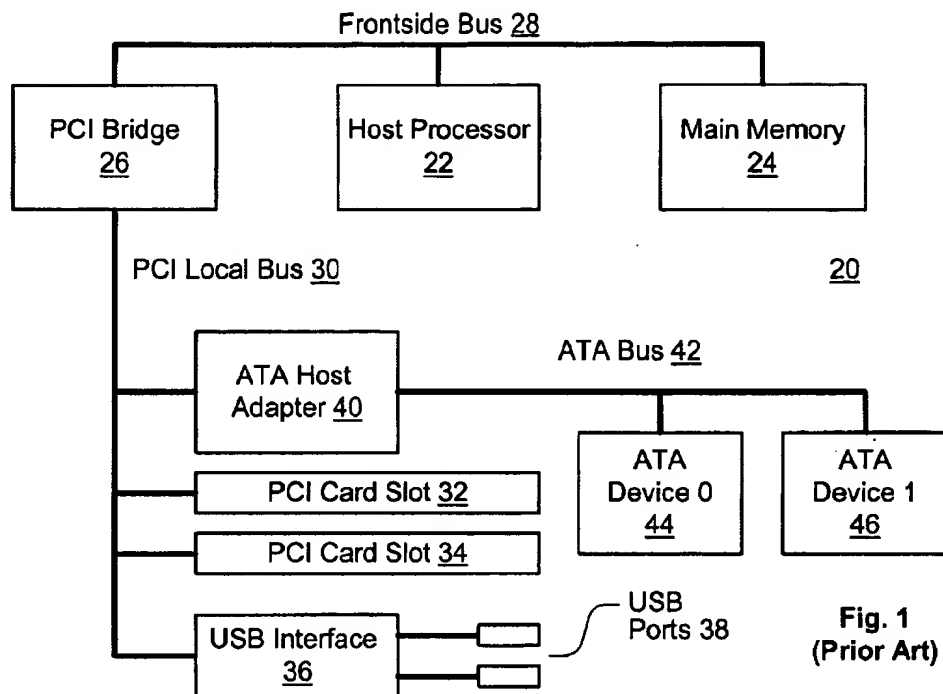 Frontside Bus 28
PCI Bridge
26
Host Processor
22
Main Memory
24
PCI Local Bus 30
20
ATA Host
Adapter 40
ATA Bus 42
ATA
Device 0
44
ATA
Device 1
46
PCI Card Slot 32
PCI Card Slot 34
USB Interface
36
USB
Ports 38
Fig. 1
(Prior Art)